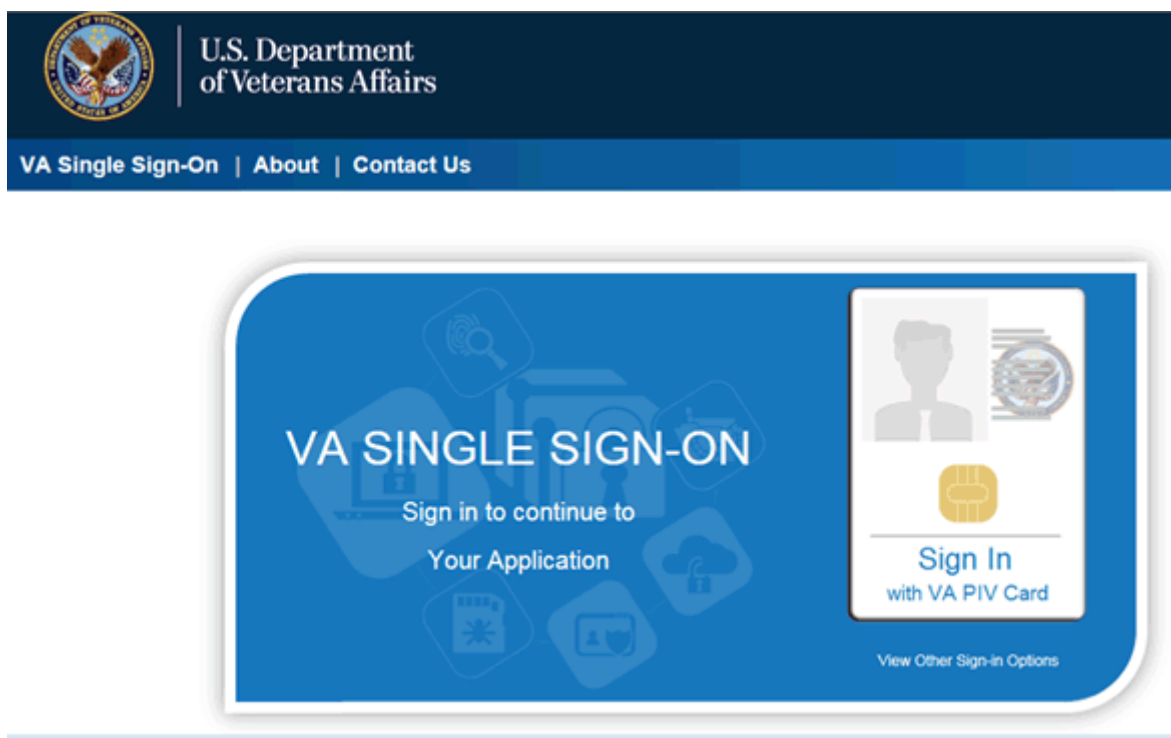 U.S. Department
of Veterans Affairs
VA Single Sign-On | About | Contact Us
VA SINGLE SIGN-ON
Sign in to continue to
Your Application
Sign In
with VA PIV Card
View Other Sign-in Options